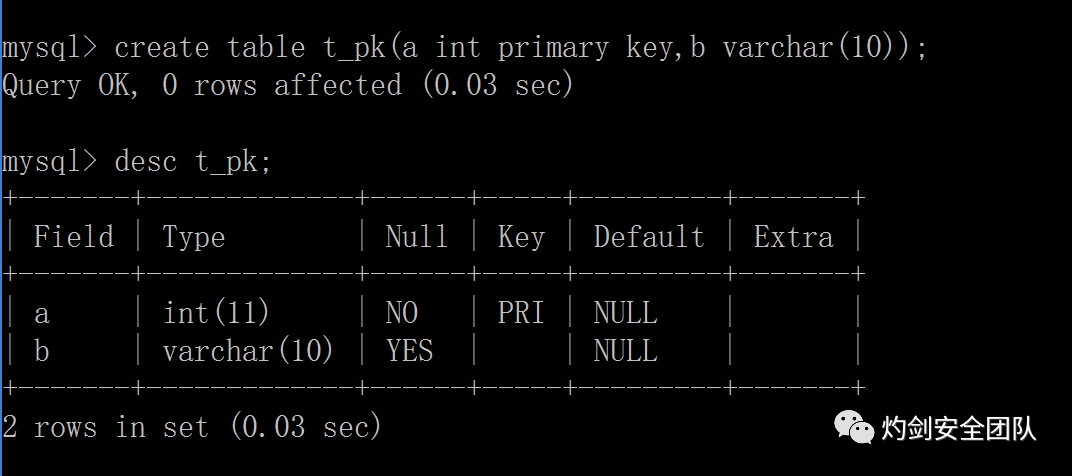 mysql> create table t_pk(a int primary key,b varchar(10));
Query OK, 0 rows affected (0.03 sec)
mysql> desc t_pk;
+-------+-------------+------+-----+---------+-------+
| Field | Type | Null | Key | Default | Extra |
+-------+-------------+------+-----+---------+-------+
| a | int(11) | NO | PRI | NULL | |
| b | varchar(10) | YES | | NULL | |
+-------+-------------+------+-----+---------+-------+
2 rows in set (0.03 sec)
灼剑安全团队